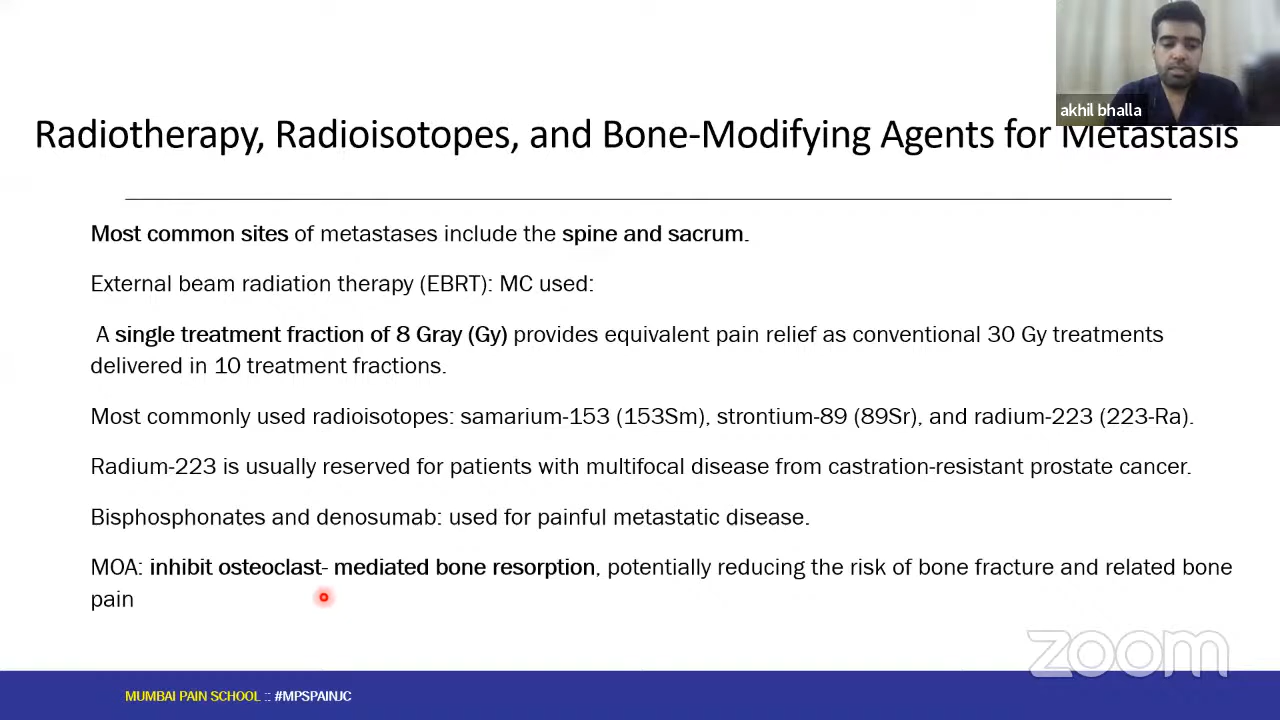 akhil bhalla
Radiotherapy, Radioisotopes, and Bone-Modifying Agents for Metastasis
Most common sites of metastases include the spine and sacrum.
External beam radiation therapy (EBRT): MC used:
A single treatment fraction of 8 Gray (Gy) provides equivalent pain relief as conventional 30 Gy treatments
delivered in 10 treatment fractions.
Most commonly used radioisotopes: samarium-153 (153Sm), strontium-89 (89Sr), and radium-223 (223-Ra).
Radium-223 is usually reserved for patients with multifocal disease from castration-resistant prostate cancer.
Bisphosphonates and denosumab: used for painful metastatic disease.
MOA: inhibit osteoclast- mediated bone resorption, potentially reducing the risk of bone fracture and related bone
pain
zoom
MUMBAI PAIN SCHOOL :: #MPSPAINJC